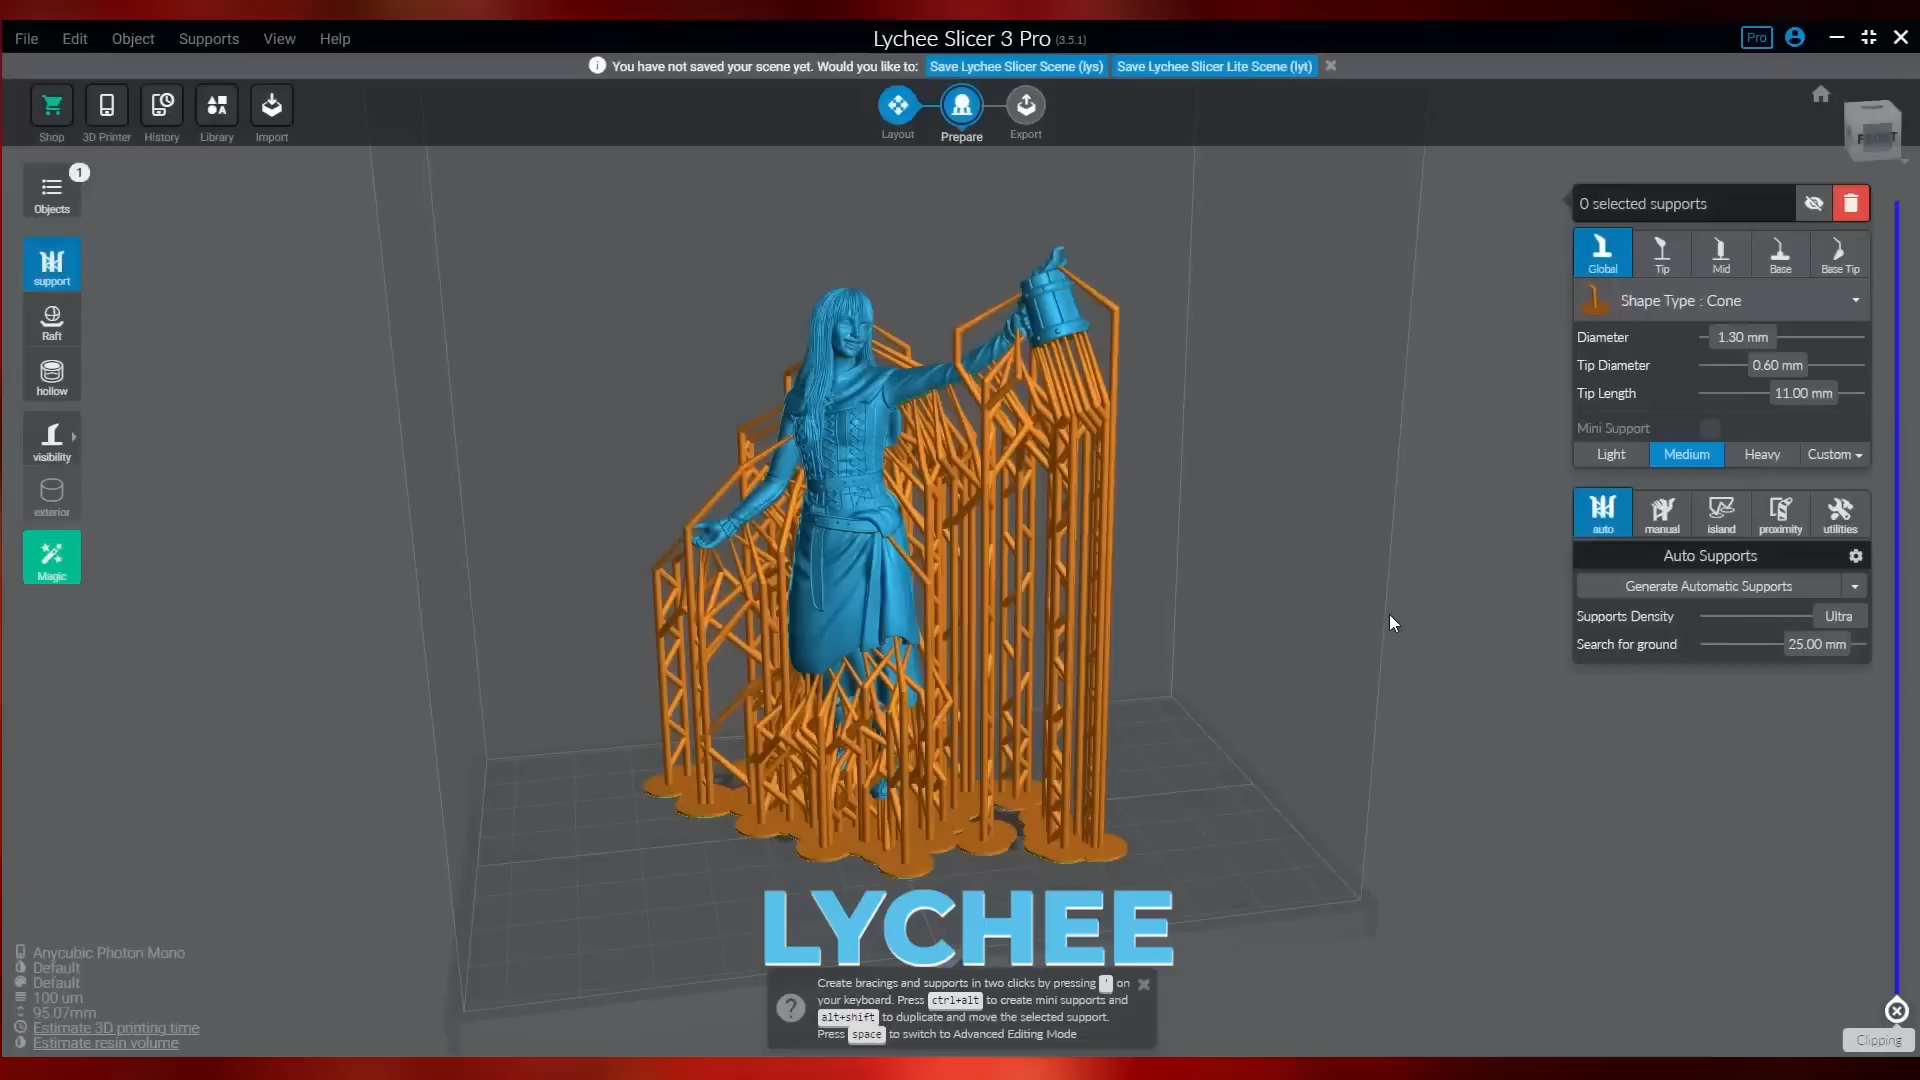 File Edit Object Supports View Help
Lychee Slicer 3 Pro (3.5.1)
Pro
You have not saved your scene yet. Would you like to: Save Lychee Slicer Scene (lys) Save Lychee Slicer Lite Scene (lyt)
Shop 3D Printer History Library Import
Layout Prepare Export
FRONT
1
Objects
support
Raft
hollow
visibility
exterior
Magic
0 selected supports
Global Tip Mid Base Base Tip
Shape Type : Cone
Diameter 1.30 mm
Tip Diameter 0.60 mm
Tip Length 11.00 mm
Mini Support
Light Medium Heavy Custom
auto manual island proximity utilities
Auto Supports
Generate Automatic Supports
Supports Density Ultra
Search for ground 25.00 mm
LYCHEE
Create bracings and supports in two clicks by pressing ' on
your keyboard. Press ctrl+alt to create mini supports and
alt+shift to duplicate and move the selected support.
Press space to switch to Advanced Editing Mode
Anycubic Photon Mono
Default
Default
100 um
95.07mm
Estimate 3D printing time
Estimate resin volume
Clipping